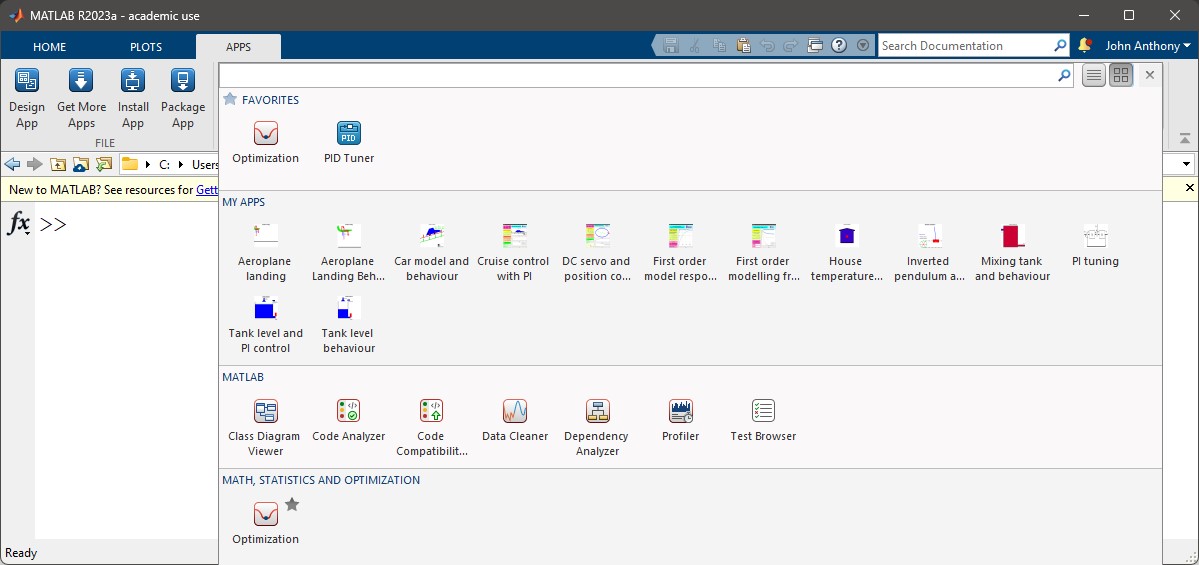 MATLAB R2023a - academic use
HOME PLOTS APPS
Search Documentation
John Anthony
Design App
Get More Apps
Install App
Package App
FILE
FAVORITES
Optimization
PID Tuner
PID
C: Users
New to MATLAB? See resources for Gett
fx >>
MY APPS
Aeroplane landing
Aeroplane Landing Beh...
Car model and behaviour
Cruise control with PI
DC servo and position co...
First order model respo...
First order modelling fr...
House temperature...
Inverted pendulum a...
Mixing tank and behaviour
PI tuning
Tank level and PI control
Tank level behaviour
MATLAB
Class Diagram Viewer
Code Analyzer
Code Compatibilit...
Data Cleaner
Dependency Analyzer
Profiler
Test Browser
MATH, STATISTICS AND OPTIMIZATION
Optimization
Ready